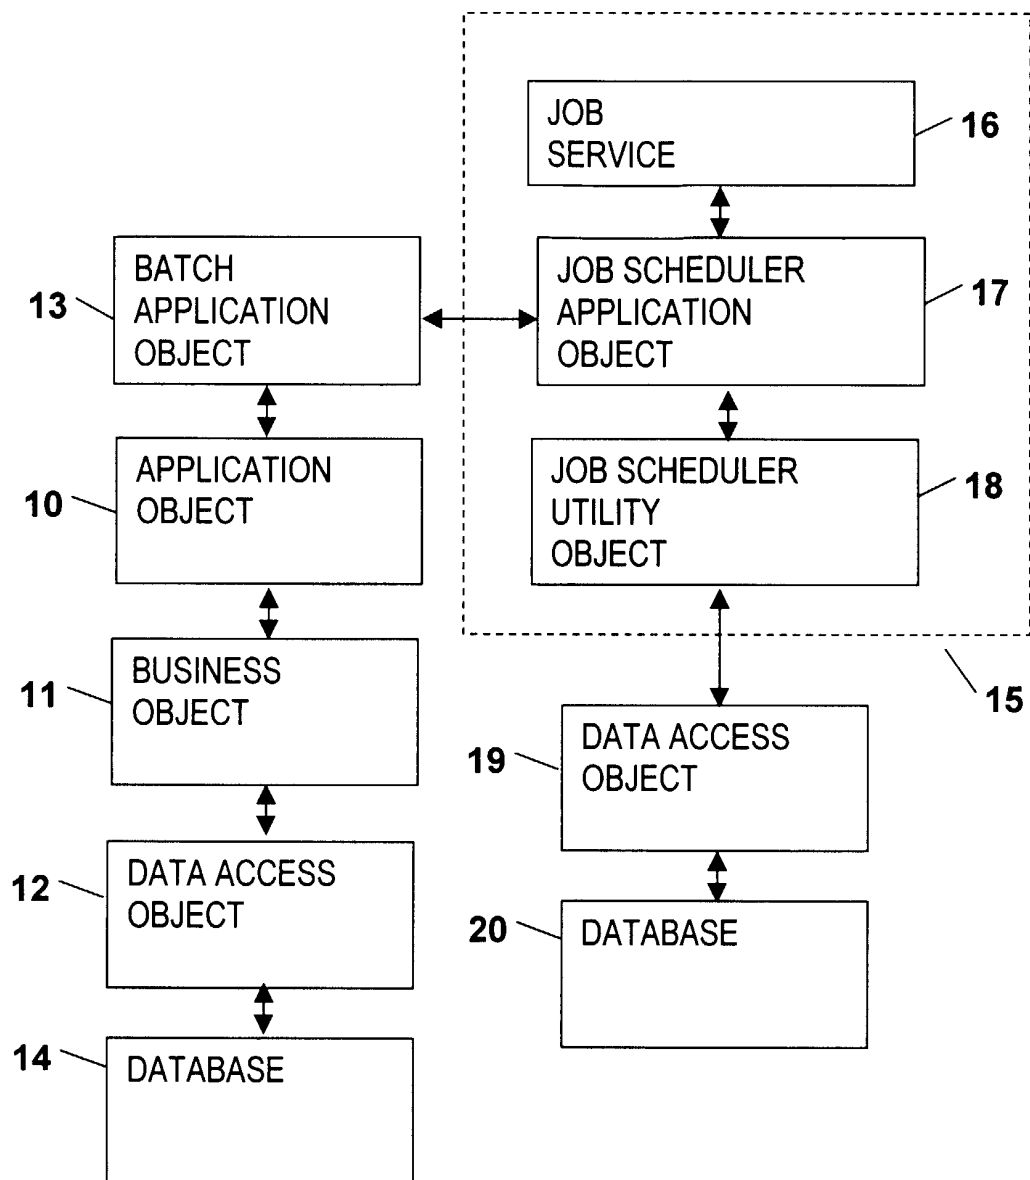 JOB
SERVICE
16
BATCH
APPLICATION
OBJECT
13
JOB SCHEDULER
APPLICATION
OBJECT
17
APPLICATION
OBJECT
10
JOB SCHEDULER
UTILITY
OBJECT
18
BUSINESS
OBJECT
11
15
DATA ACCESS
OBJECT
19
DATA ACCESS
OBJECT
12
DATABASE
20
DATABASE
14